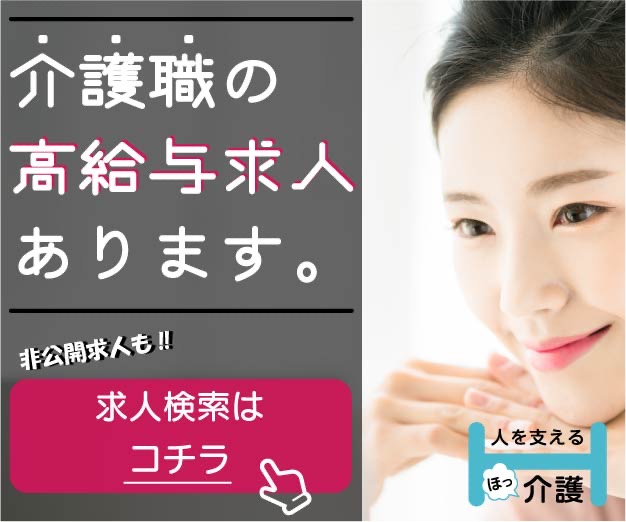 介護職の
高給与求人
あります。
非公開求人も!!
求人検索は
コチラ
人を支える
ほっ
介護